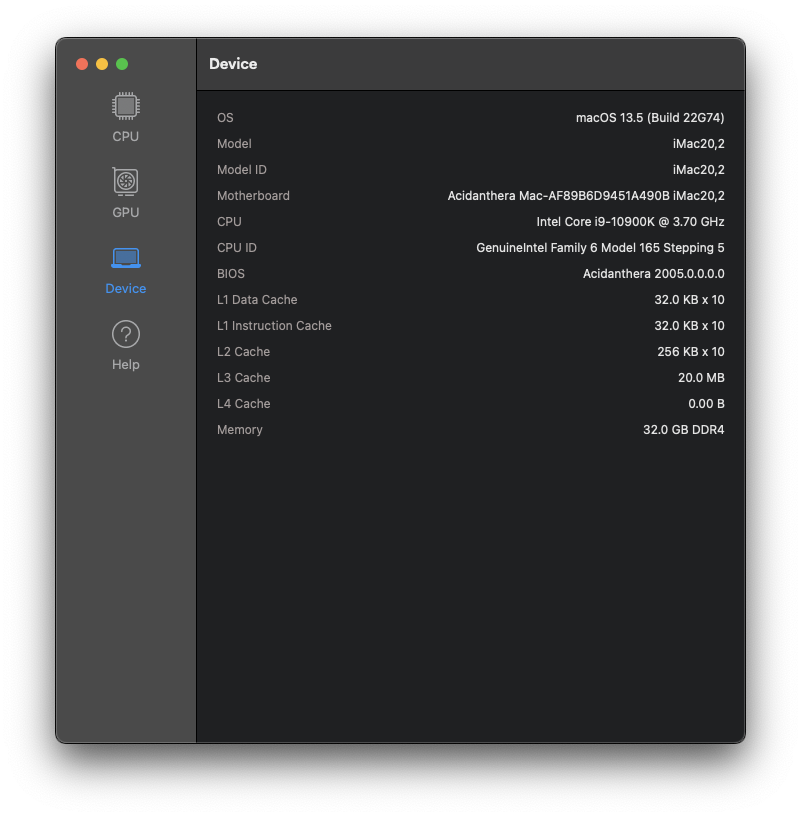 Device
CPU
GPU
Device
Help
OS macOS 13.5 (Build 22G74)
Model iMac20,2
Model ID iMac20,2
Motherboard Acidanthera Mac-AF89B6D9451A490B iMac20,2
CPU Intel Core i9-10900K @ 3.70 GHz
CPU ID GenuineIntel Family 6 Model 165 Stepping 5
BIOS Acidanthera 2005.0.0.0.0
L1 Data Cache 32.0 KB x 10
L1 Instruction Cache 32.0 KB x 10
L2 Cache 256 KB x 10
L3 Cache 20.0 MB
L4 Cache 0.00 B
Memory 32.0 GB DDR4